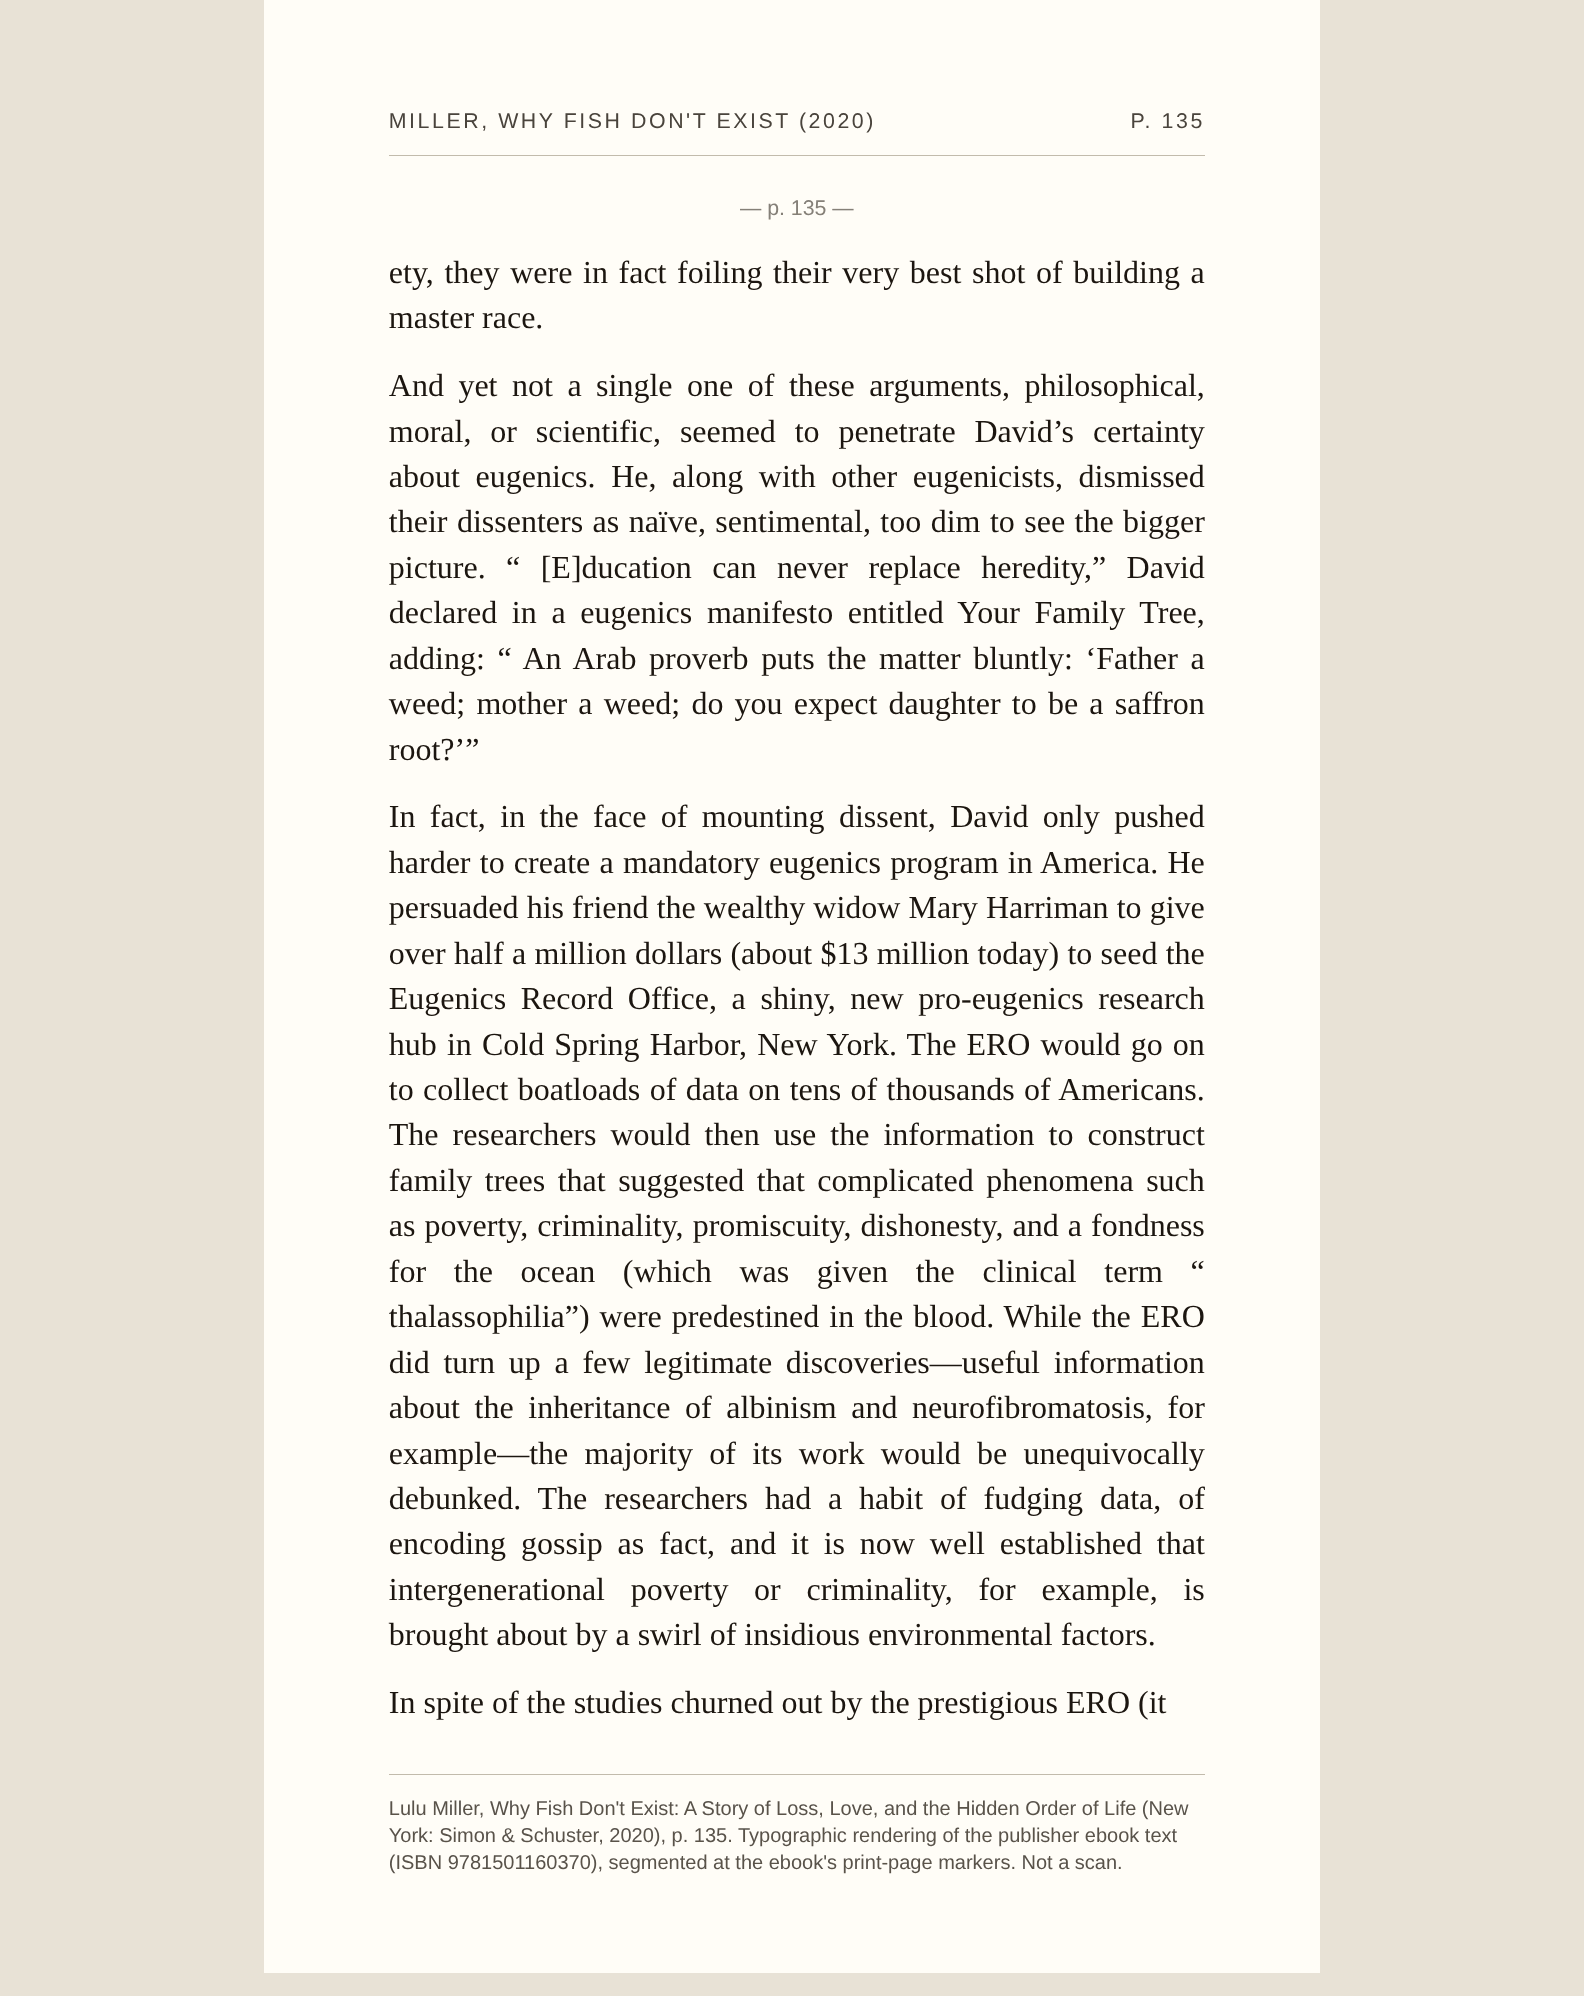 MILLER, WHY FISH DON'T EXIST (2020) P. 135
— p. 135 —
ety, they were in fact foiling their very best shot of building a
master race.
And yet not a single one of these arguments, philosophical,
moral, or scientific, seemed to penetrate David’s certainty
about eugenics. He, along with other eugenicists, dismissed
their dissenters as naïve, sentimental, too dim to see the bigger
picture. “ [E]ducation can never replace heredity,” David
declared in a eugenics manifesto entitled Your Family Tree,
adding: “ An Arab proverb puts the matter bluntly: ‘Father a
weed; mother a weed; do you expect daughter to be a saffron
root?’”
In fact, in the face of mounting dissent, David only pushed
harder to create a mandatory eugenics program in America. He
persuaded his friend the wealthy widow Mary Harriman to give
over half a million dollars (about $13 million today) to seed the
Eugenics Record Office, a shiny, new pro-eugenics research
hub in Cold Spring Harbor, New York. The ERO would go on
to collect boatloads of data on tens of thousands of Americans.
The researchers would then use the information to construct
family trees that suggested that complicated phenomena such
as poverty, criminality, promiscuity, dishonesty, and a fondness
for the ocean (which was given the clinical term “
thalassophilia”) were predestined in the blood. While the ERO
did turn up a few legitimate discoveries—useful information
about the inheritance of albinism and neurofibromatosis, for
example—the majority of its work would be unequivocally
debunked. The researchers had a habit of fudging data, of
encoding gossip as fact, and it is now well established that
intergenerational poverty or criminality, for example, is
brought about by a swirl of insidious environmental factors.
In spite of the studies churned out by the prestigious ERO (it
Lulu Miller, Why Fish Don't Exist: A Story of Loss, Love, and the Hidden Order of Life (New
York: Simon & Schuster, 2020), p. 135. Typographic rendering of the publisher ebook text
(ISBN 9781501160370), segmented at the ebook's print-page markers. Not a scan.